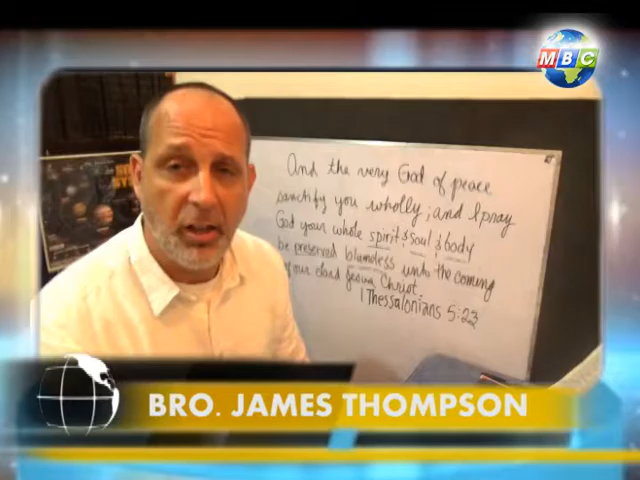 MBC
And the very God of peace
sanctify you wholly; and I pray
God your whole spirit & soul & body
be preserved blameless unto the coming
of our Lord Jesus Christ.
1 Thessalonians 5:23
BRO. JAMES THOMPSON